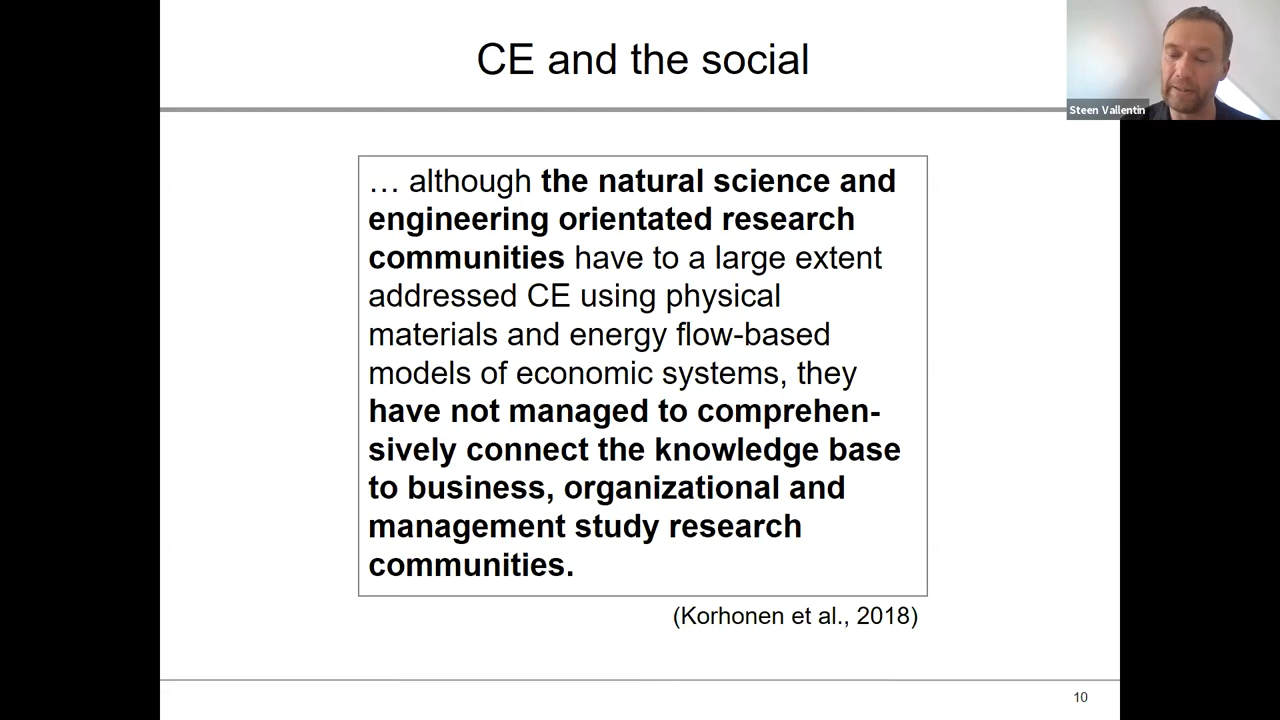 CE and the social
Steen Vallentin
… although the natural science and
engineering orientated research
communities have to a large extent
addressed CE using physical
materials and energy flow-based
models of economic systems, they
have not managed to comprehen-
sively connect the knowledge base
to business, organizational and
management study research
communities.
(Korhonen et al., 2018)
10